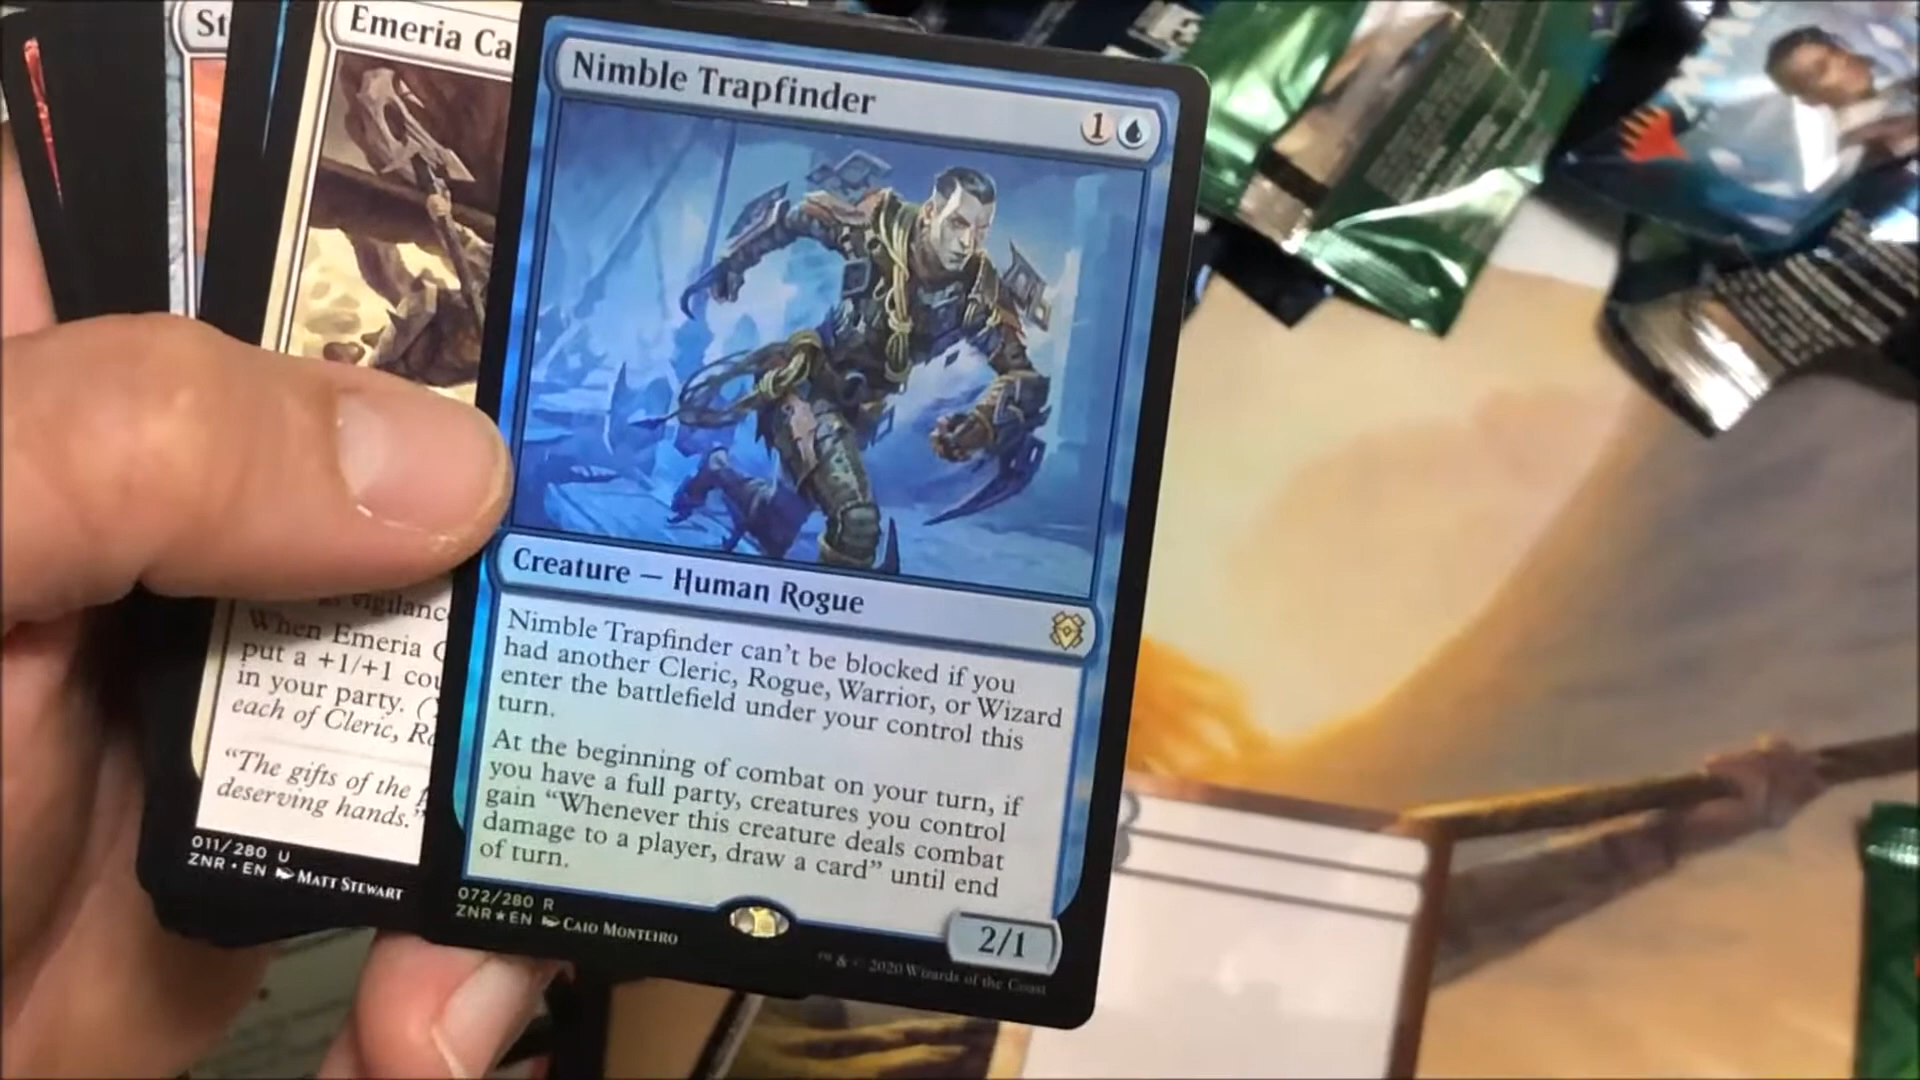 St
Emeria Ca
vigilanc
When Emeria C
put a +1/+1 cou
in your party. (
each of Cleric, Ro
“The gifts of the
deserving hands.”
011/280 U
ZNR • EN MATT STEWART
Nimble Trapfinder
1
Creature — Human Rogue
Nimble Trapfinder can't be blocked if you
had another Cleric, Rogue, Warrior, or Wizard
enter the battlefield under your control this
turn.
At the beginning of combat on your turn, if
you have a full party, creatures you control
gain “Whenever this creature deals combat
damage to a player, draw a card” until end
of turn.
2/1
072/280 R
ZNR★EN CAIO MONTEIRO
™ & © 2020 Wizards of the Coast